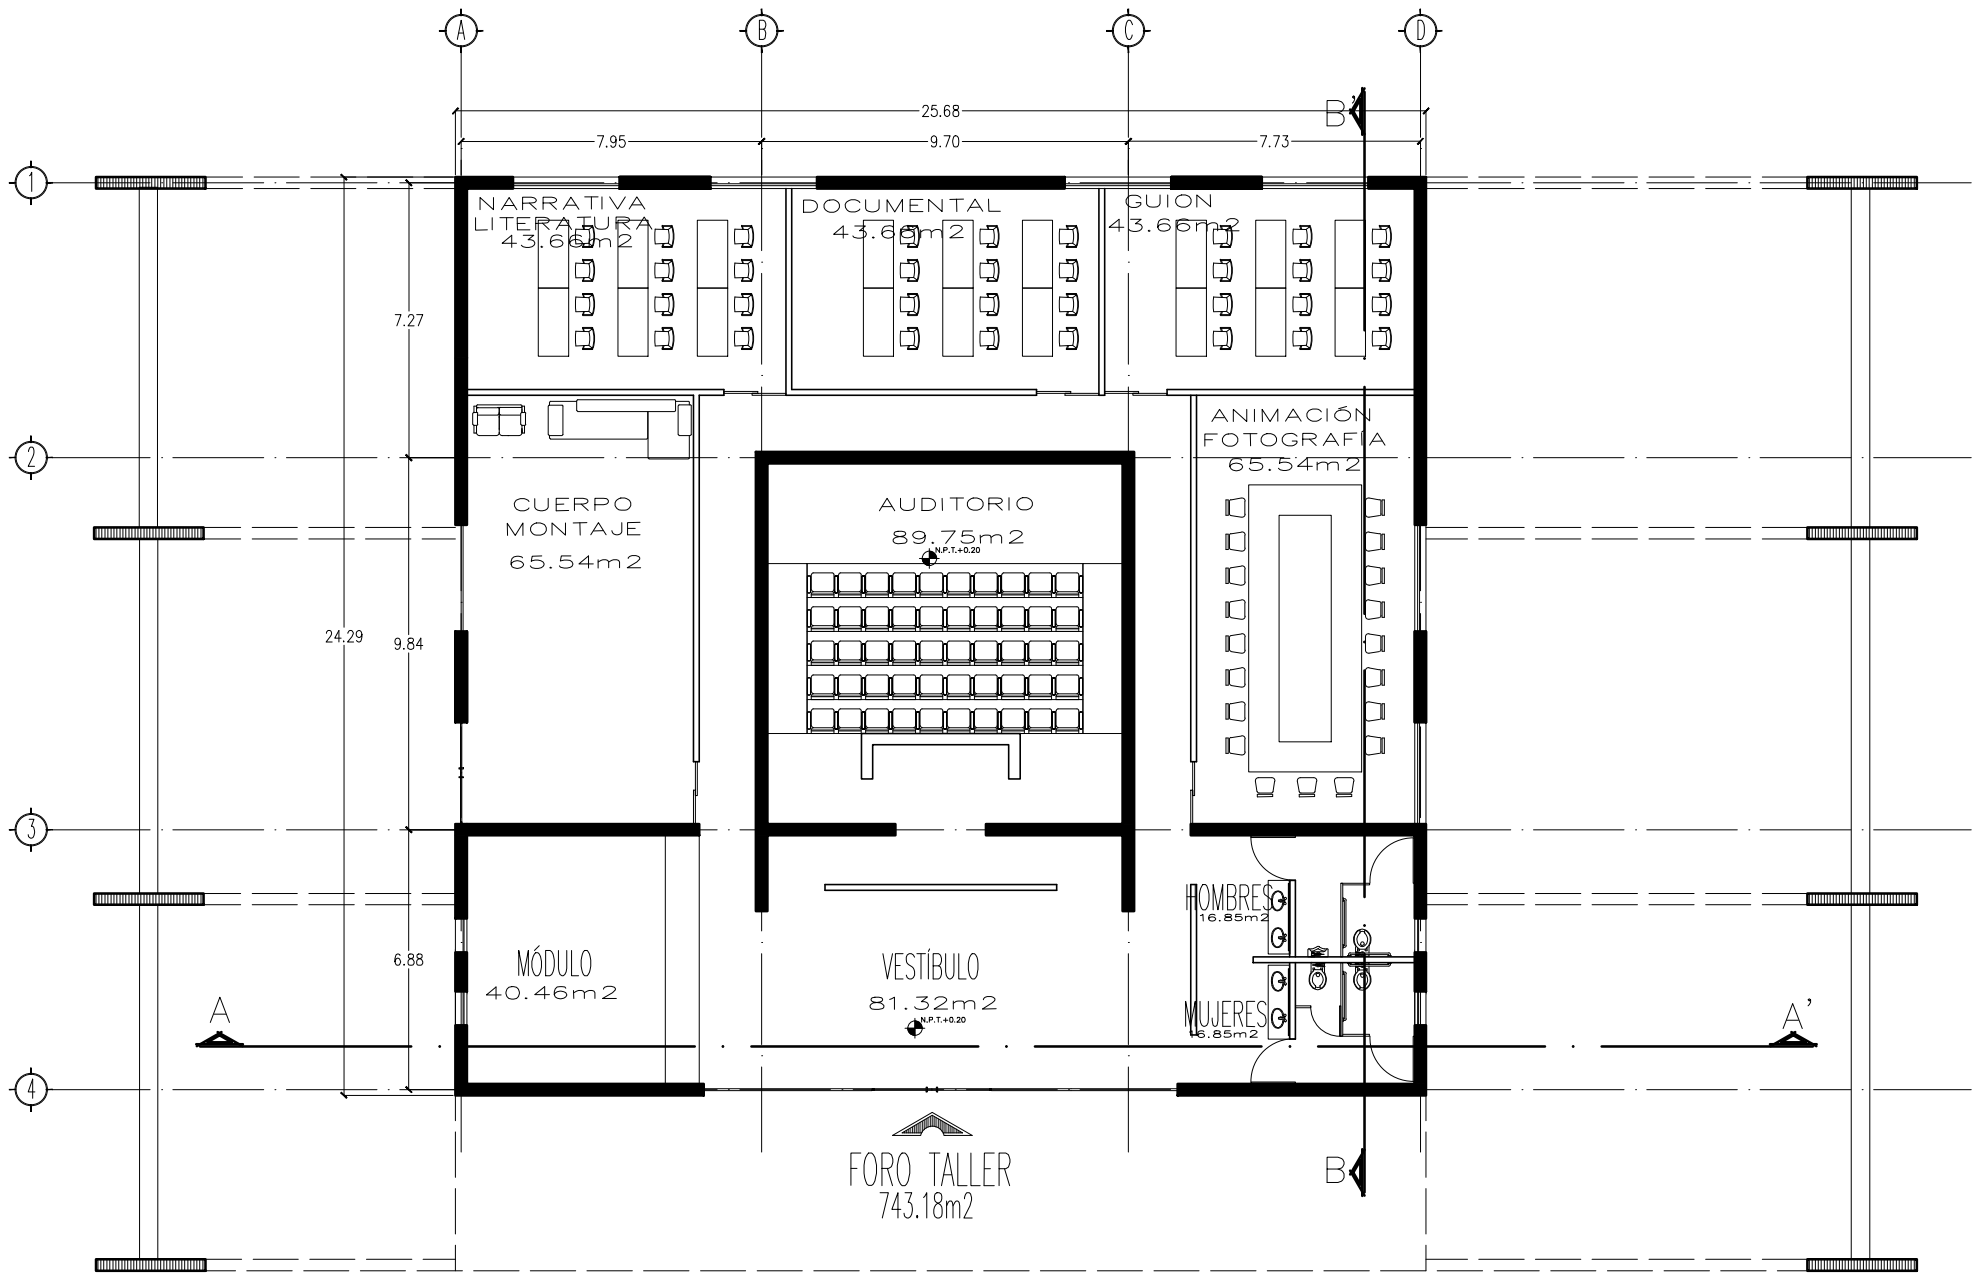 A
B
C
D
25.68
B'
7.95
9.70
7.73
1
NARRATIVA
LITERATURA
43.66m2
DOCUMENTAL
43.66m2
GUION
43.66m2
7.27
ANIMACIÓN
FOTOGRAFÍA
65.54m2
2
CUERPO
MONTAJE
65.54m2
AUDITORIO
89.75m2
N.P.T.+0.20
24.29
9.84
3
HOMBRES
16.85m2
MÓDULO
40.46m2
VESTÍBULO
81.32m2
N.P.T.+0.20
MUJERES
16.85m2
6.88
A
A'
4
FORO TALLER
743.18m2
B